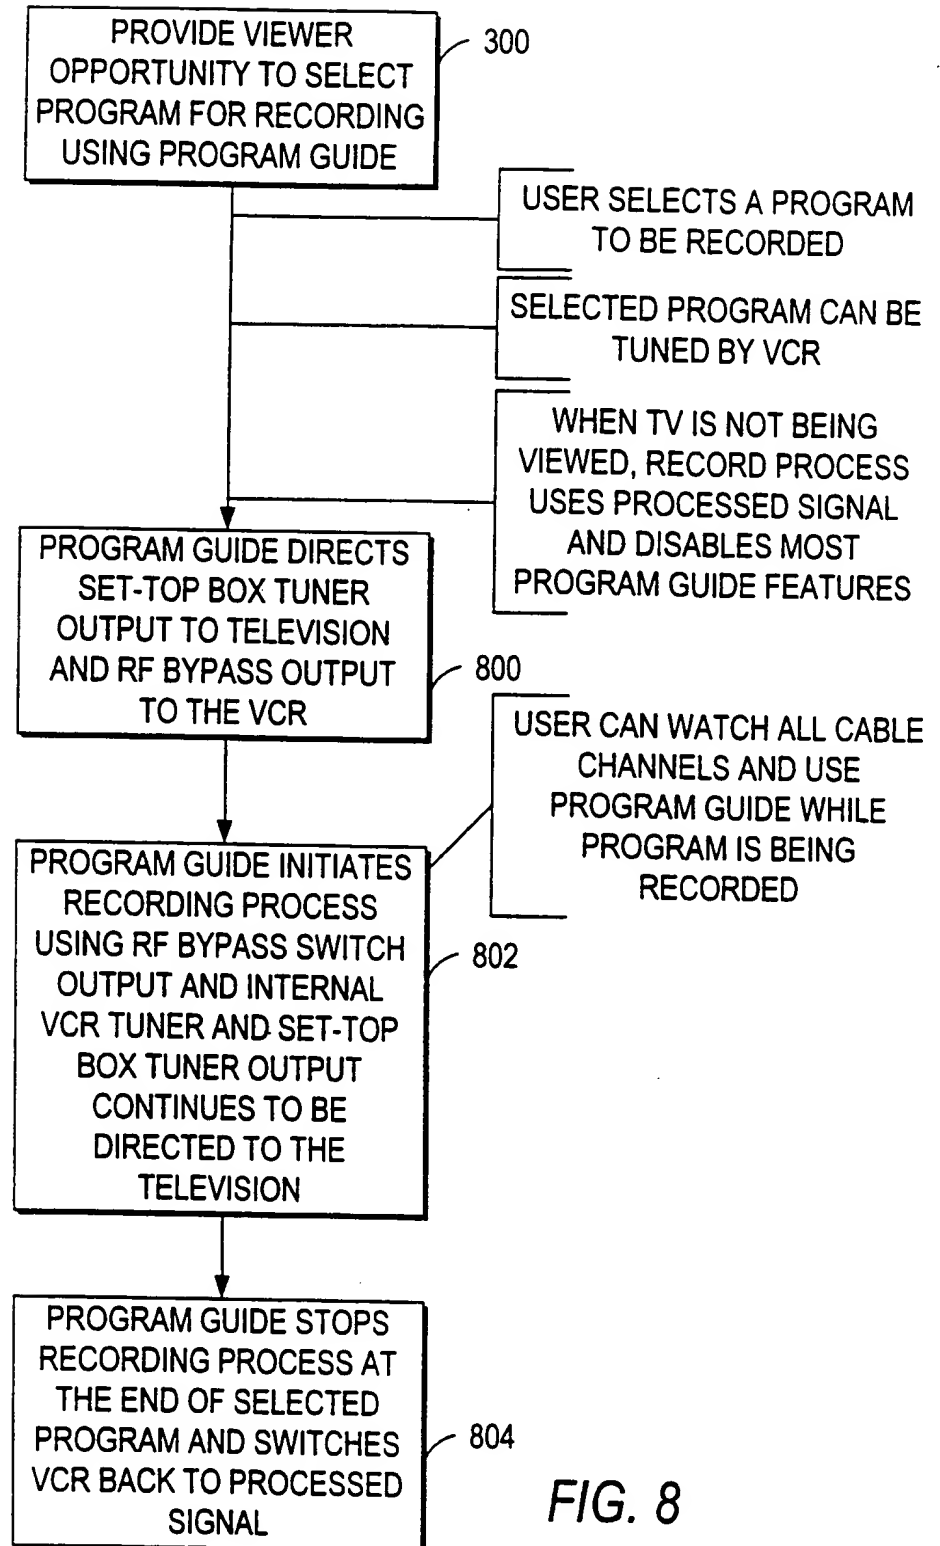 PROVIDE VIEWER
OPPORTUNITY TO SELECT
PROGRAM FOR RECORDING
USING PROGRAM GUIDE
300
USER SELECTS A PROGRAM
TO BE RECORDED
SELECTED PROGRAM CAN BE
TUNED BY VCR
WHEN TV IS NOT BEING
VIEWED, RECORD PROCESS
USES PROCESSED SIGNAL
AND DISABLES MOST
PROGRAM GUIDE FEATURES
PROGRAM GUIDE DIRECTS
SET-TOP BOX TUNER
OUTPUT TO TELEVISION
AND RF BYPASS OUTPUT
TO THE VCR
800
USER CAN WATCH ALL CABLE
CHANNELS AND USE
PROGRAM GUIDE WHILE
PROGRAM IS BEING
RECORDED
PROGRAM GUIDE INITIATES
RECORDING PROCESS
USING RF BYPASS SWITCH
OUTPUT AND INTERNAL
VCR TUNER AND SET-TOP
BOX TUNER OUTPUT
CONTINUES TO BE
DIRECTED TO THE
TELEVISION
802
PROGRAM GUIDE STOPS
RECORDING PROCESS AT
THE END OF SELECTED
PROGRAM AND SWITCHES
VCR BACK TO PROCESSED
SIGNAL
804
FIG. 8